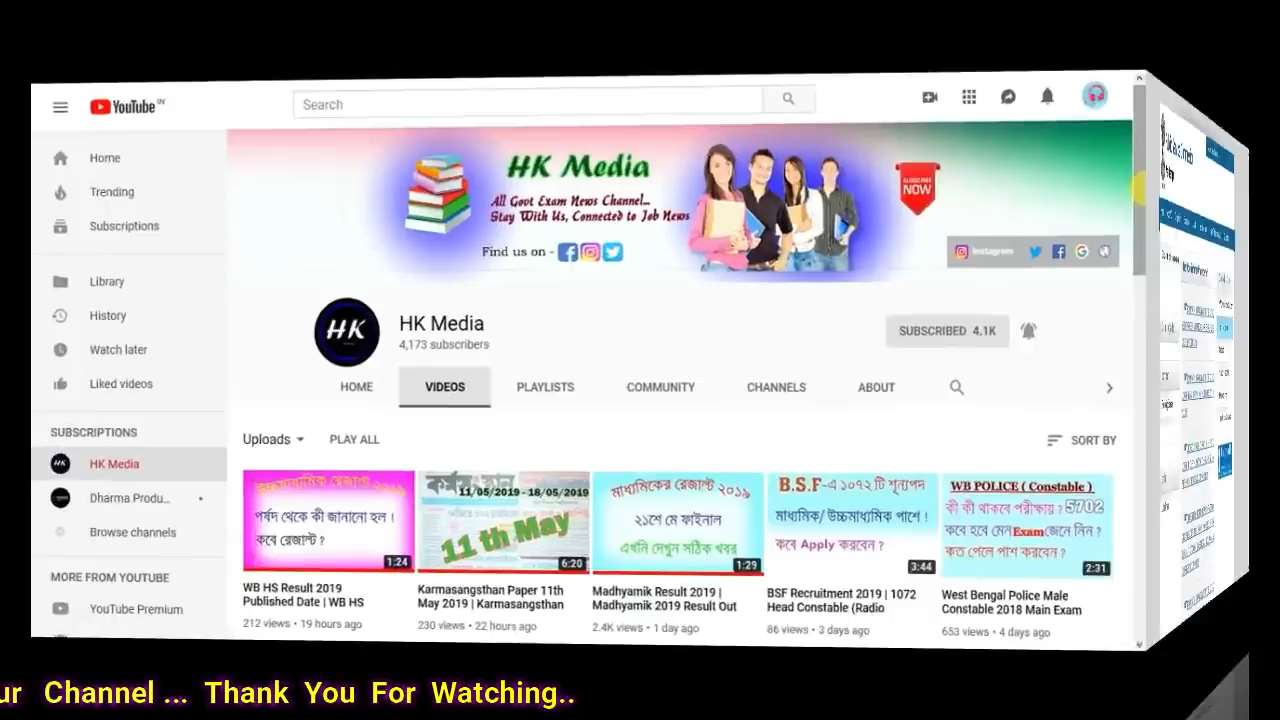 YouTube IN
Search
Home
Trending
Subscriptions
Library
History
Watch later
Liked videos
SUBSCRIPTIONS
HK Media
Dharma Produ...
Browse channels
MORE FROM YOUTUBE
YouTube Premium
HK Media
All Govt Exam News Channel...
Stay With Us, Connected to Job News
Find us on -
SUBSCRIBE
NOW
Instagram
HK
HK Media
4,173 subscribers
SUBSCRIBED 4.1K
HOME
VIDEOS
PLAYLISTS
COMMUNITY
CHANNELS
ABOUT
Uploads
PLAY ALL
SORT BY
উচ্চমাধ্যমিক রেজাল্ট ২০১৯
পর্ষদ থেকে কী জানানো হল ।
কবে রেজাল্ট ?
1:24
WB HS Result 2019
Published Date | WB HS
212 views • 19 hours ago
কর্মসংস্থান
11/05/2019 - 18/05/2019
11 th May
6:20
Karmasangsthan Paper 11th
May 2019 | Karmasangsthan
230 views • 22 hours ago
মাধ্যমিকের রেজাল্ট ২০১৯
২১শে মে ফাইনাল
এখনি দেখুন সঠিক খবর
1:29
Madhyamik Result 2019 |
Madhyamik 2019 Result Out
2.4K views • 1 day ago
B.S.F-এ ১০৭২ টি শূন্যপদ
মাধ্যমিক/ উচ্চমাধ্যমিক পাশে !
কবে Apply করবেন ?
3:44
BSF Recruitment 2019 | 1072
Head Constable (Radio
86 views • 3 days ago
WB POLICE ( Constable )
কী কী থাকবে পরীক্ষায় ? 5702
কবে হবে মেন Exam জেনে নিন ?
কত পেলে পাশ করবেন ?
2:31
West Bengal Police Male
Constable 2018 Main Exam
653 views • 4 days ago
ur Channel ... Thank You For Watching..